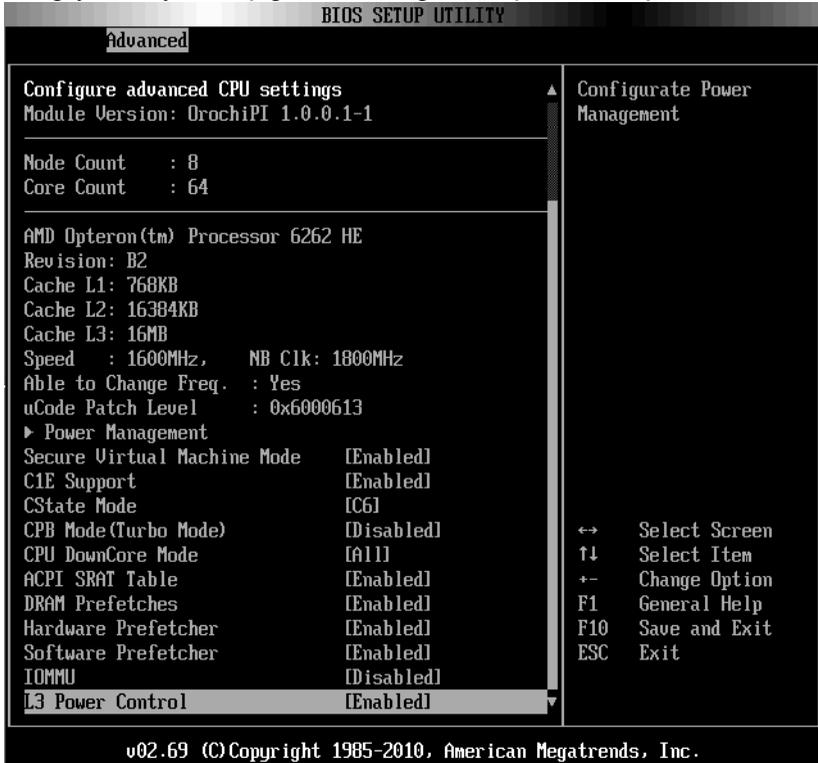 BIOS SETUP UTILITY
Advanced
Configure advanced CPU settings
Module Version: OrochiPI 1.0.0.1-1
Node Count : 8
Core Count : 64
AMD Opteron(tm) Processor 6262 HE
Revision: B2
Cache L1: 768KB
Cache L2: 16384KB
Cache L3: 16MB
Speed : 1600MHz, NB Clk: 1800MHz
Able to Change Freq. : Yes
uCode Patch Level : 0x6000613
▶ Power Management
Secure Virtual Machine Mode [Enabled]
C1E Support [Enabled]
CState Mode [C6]
CPB Mode(Turbo Mode) [Disabled]
CPU DownCore Mode [All]
ACPI SRAT Table [Enabled]
DRAM Prefetches [Enabled]
Hardware Prefetcher [Enabled]
Software Prefetcher [Enabled]
IOMMU [Disabled]
L3 Power Control [Enabled]
Configurate Power
Management
↔ Select Screen
↑↓ Select Item
+- Change Option
F1 General Help
F10 Save and Exit
ESC Exit
v02.69 (C)Copyright 1985-2010, American Megatrends, Inc.